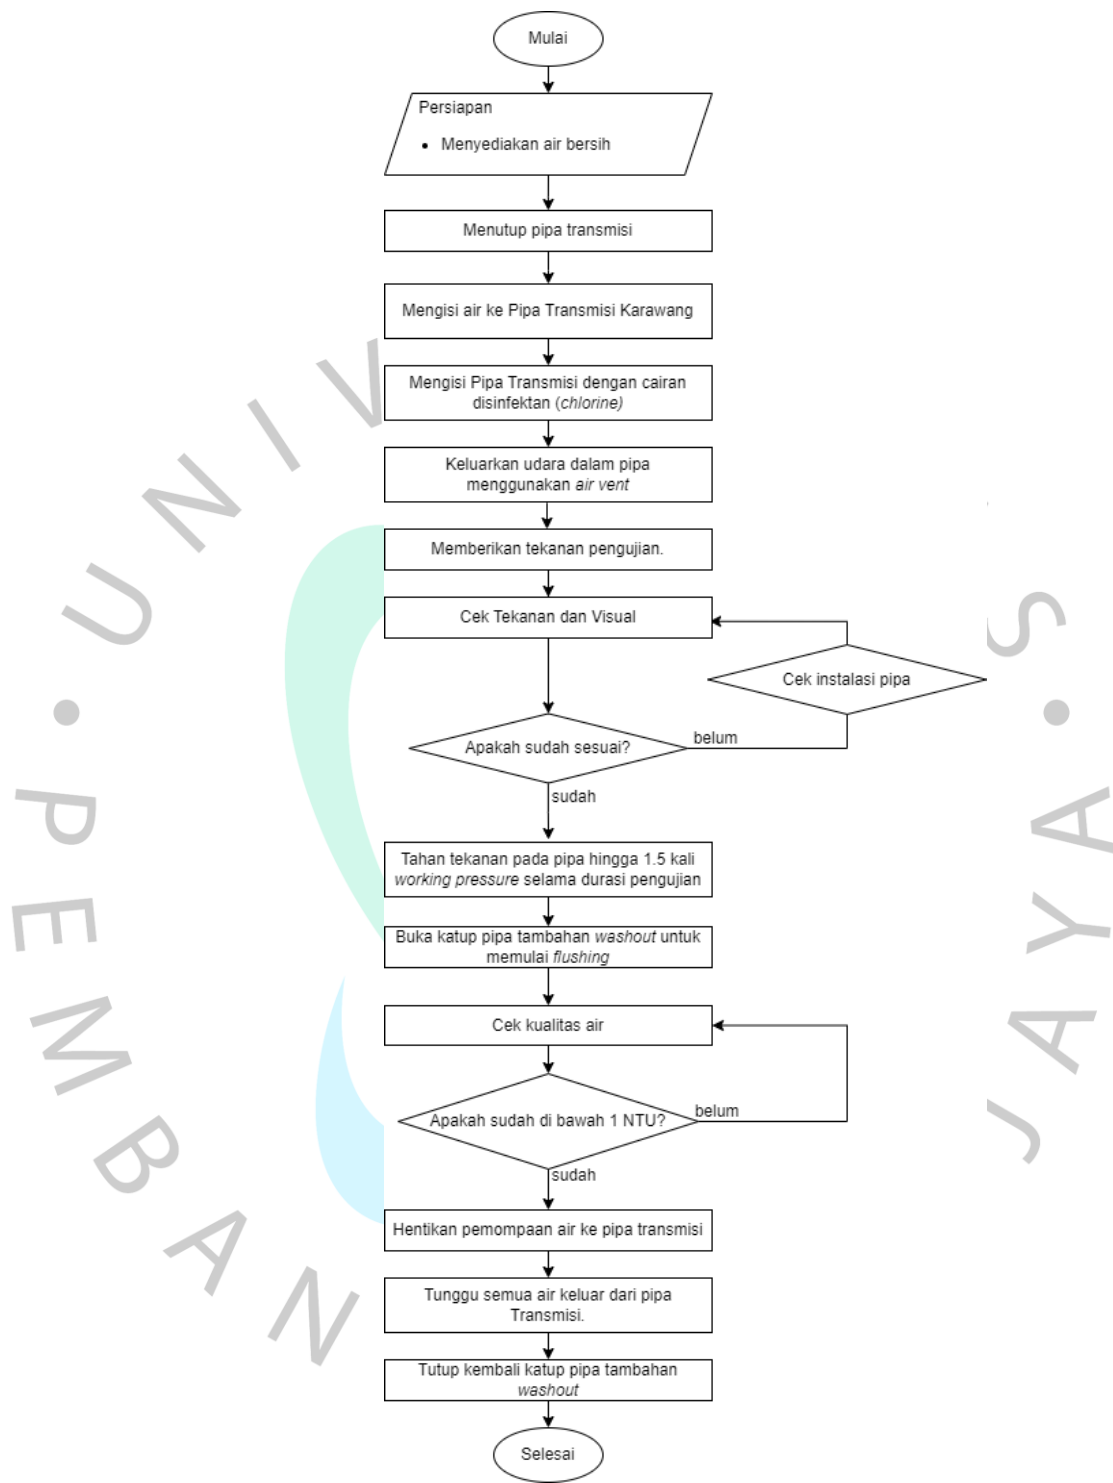 Mulai
Persiapan
• Menyediakan air bersih
Menutup pipa transmisi
Mengisi air ke Pipa Transmisi Karawang
Mengisi Pipa Transmisi dengan cairan
disinfektan (chlorine)
Keluarkan udara dalam pipa
menggunakan air vent
Memberikan tekanan pengujian.
Cek Tekanan dan Visual
Cek instalasi pipa
Apakah sudah sesuai?
belum
sudah
Tahan tekanan pada pipa hingga 1.5 kali
working pressure selama durasi pengujian
Buka katup pipa tambahan washout untuk
memulai flushing
Cek kualitas air
Apakah sudah di bawah 1 NTU?
belum
sudah
Hentikan pemompaan air ke pipa transmisi
Tunggu semua air keluar dari pipa
Transmisi.
Tutup kembali katup pipa tambahan
washout
Selesai
UNIV
S
PEMBAN
JAYA